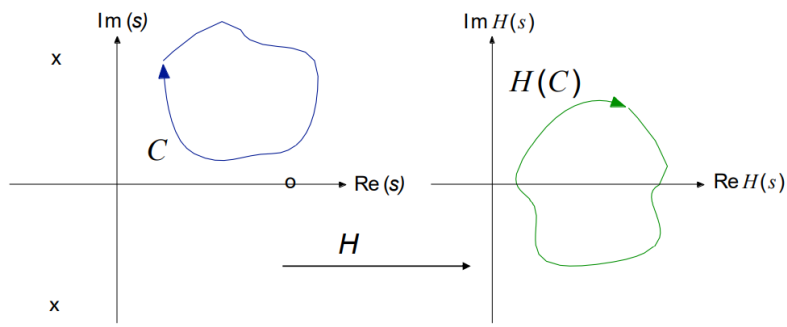 Im(s)
x
C
o
Re(s)
x
H
Im H(s)
H(C)
Re H(s)